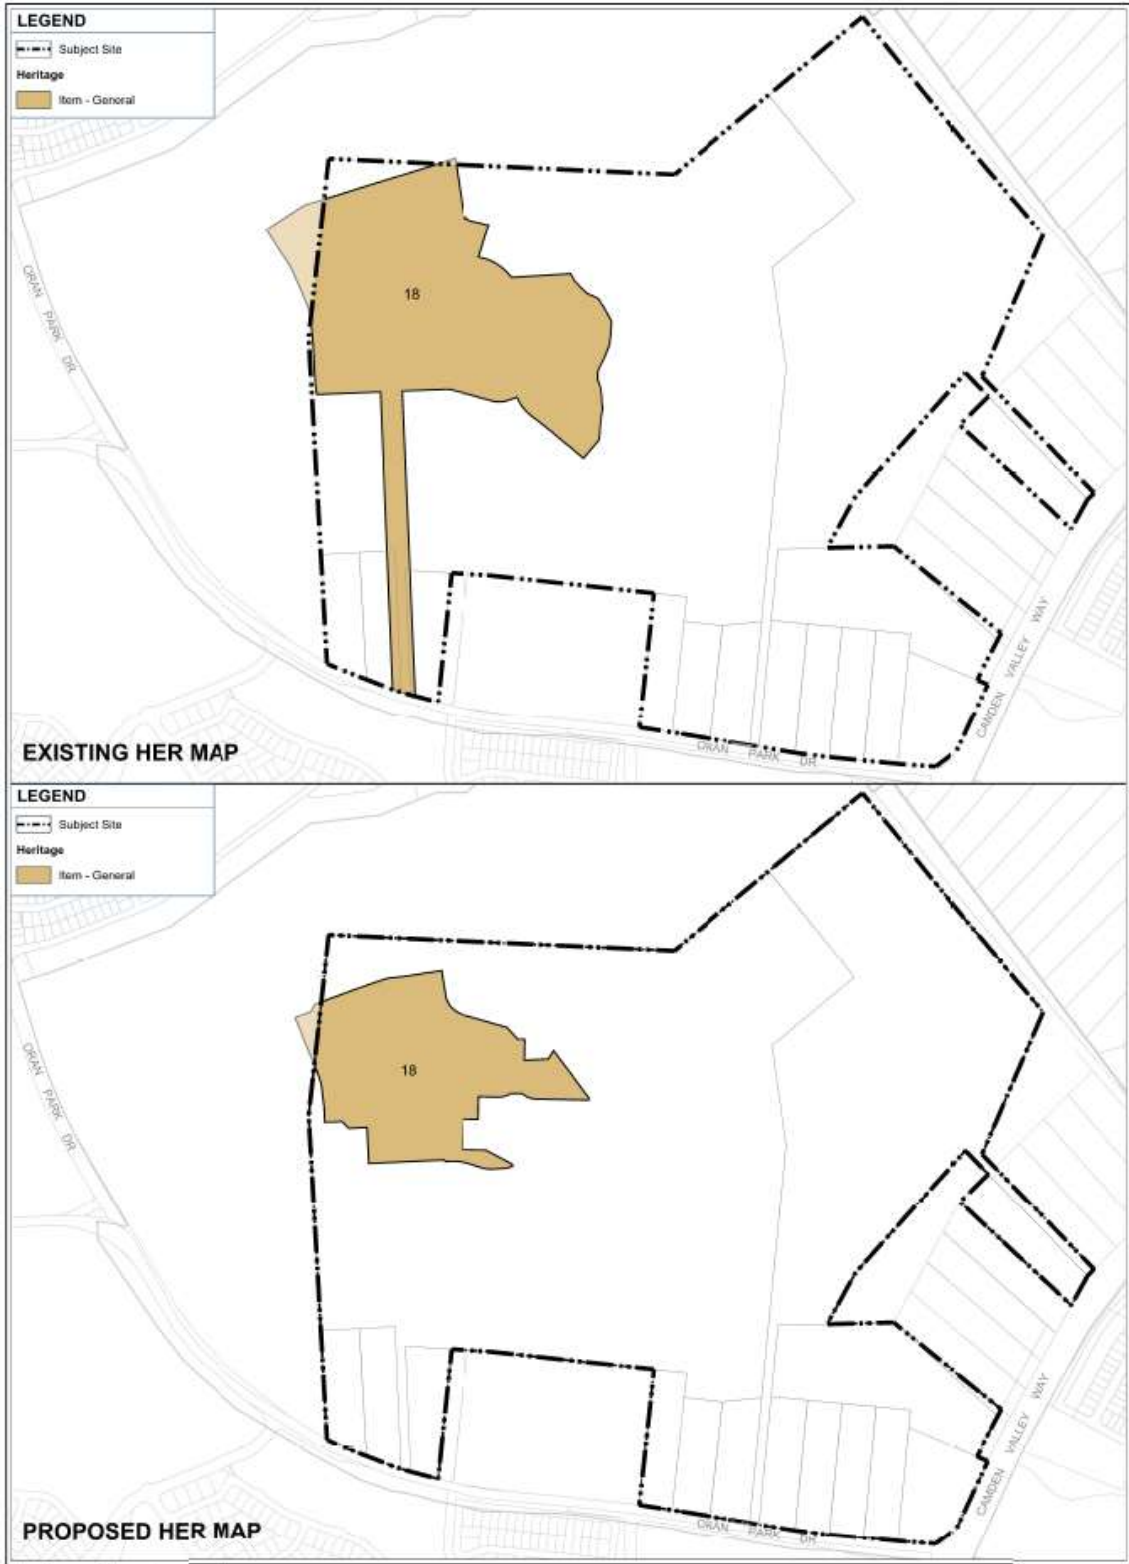 LEGEND
Subject Site
Heritage
Item - General
18
ORAN PARK DR
CAMDEN VALLEY WAY
ORAN PARK DR
EXISTING HER MAP
LEGEND
Subject Site
Heritage
Item - General
18
ORAN PARK DR
CAMDEN VALLEY WAY
ORAN PARK DR
PROPOSED HER MAP